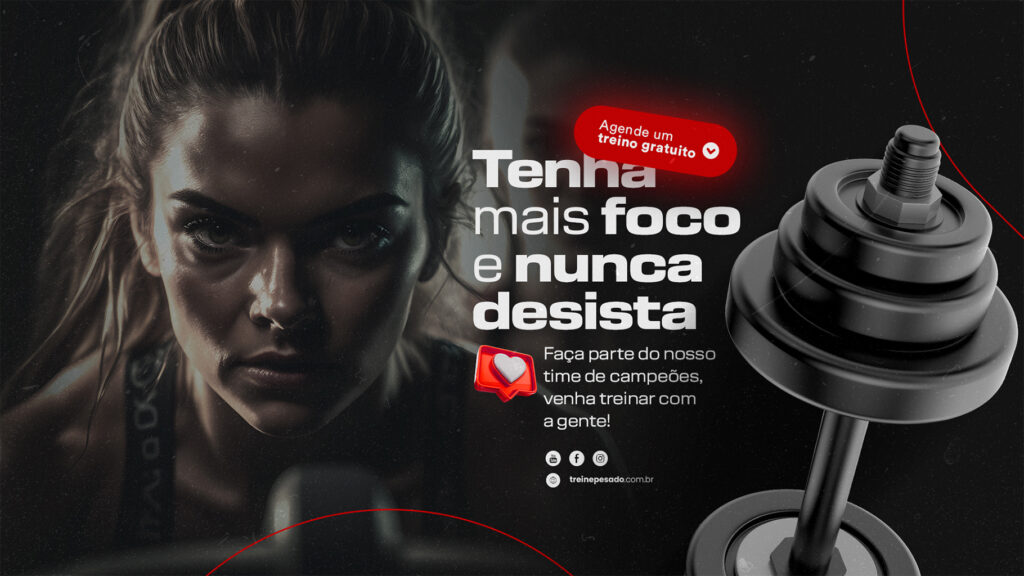 Agende um
treino gratuito
Tenha
mais foco
e nunca
desista
Faça parte do nosso
time de campeões,
venha treinar com
a gente!
treinepesado.com.br